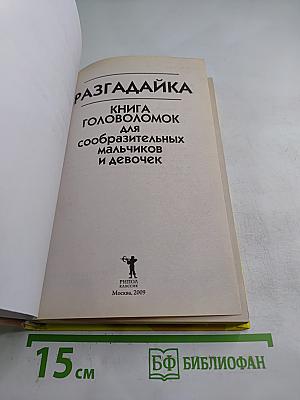 РАЗГАДАЙКА
КНИГА
ГОЛОВОЛОМОК
для
сообразительных
мальчиков
и девочек
РИПОЛ
КЛАССИК
Москва, 2009
15 см
БФ БИБЛИОФАН